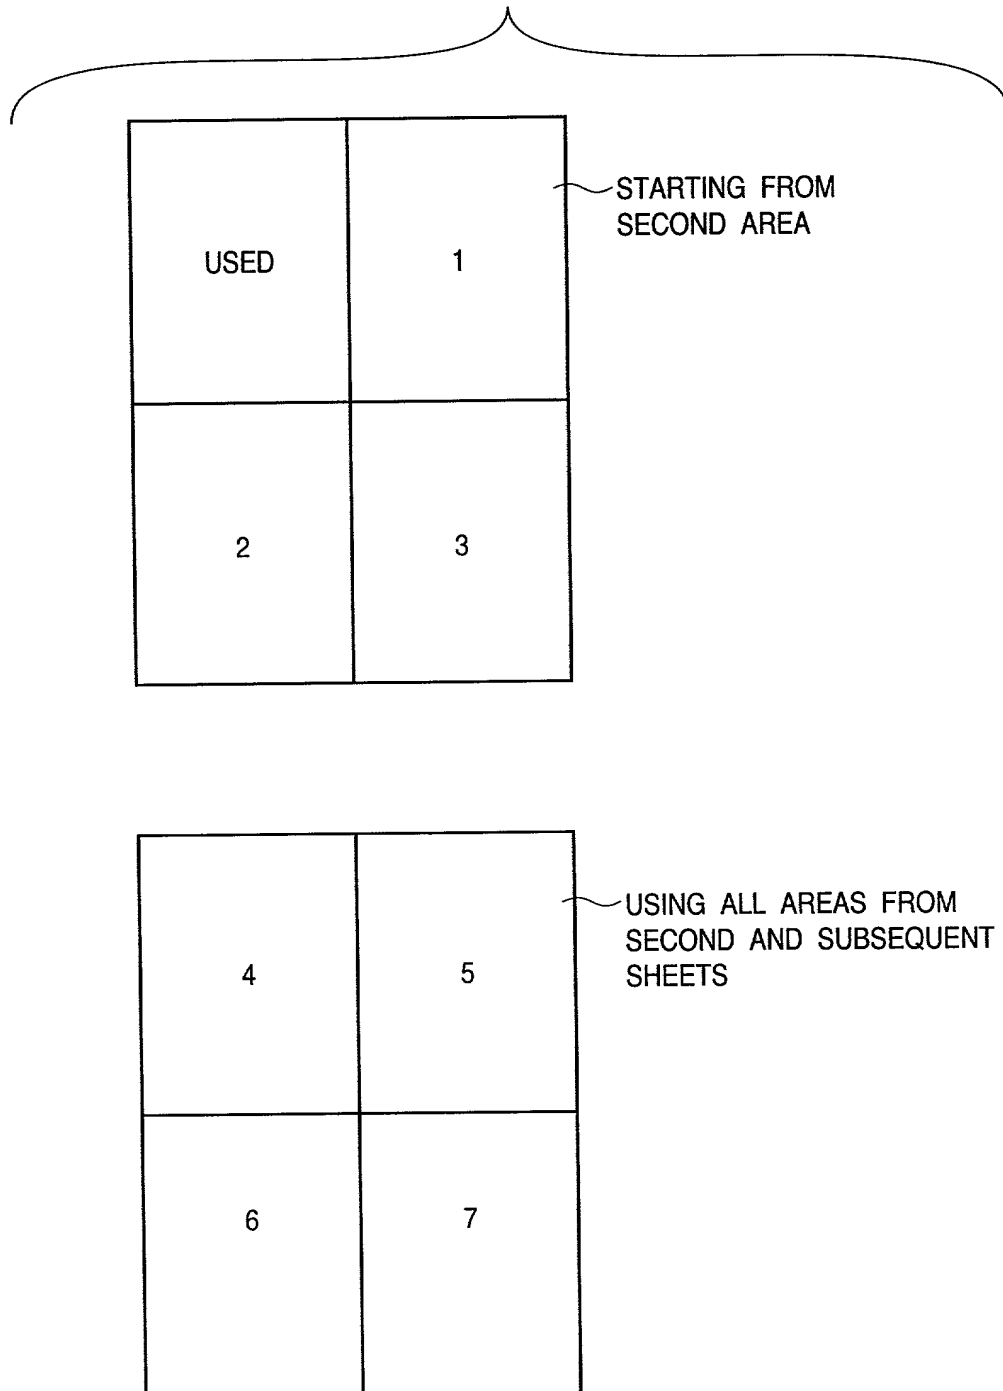 USED
1
STARTING FROM
SECOND AREA
2
3
4
5
USING ALL AREAS FROM
SECOND AND SUBSEQUENT
SHEETS
6
7